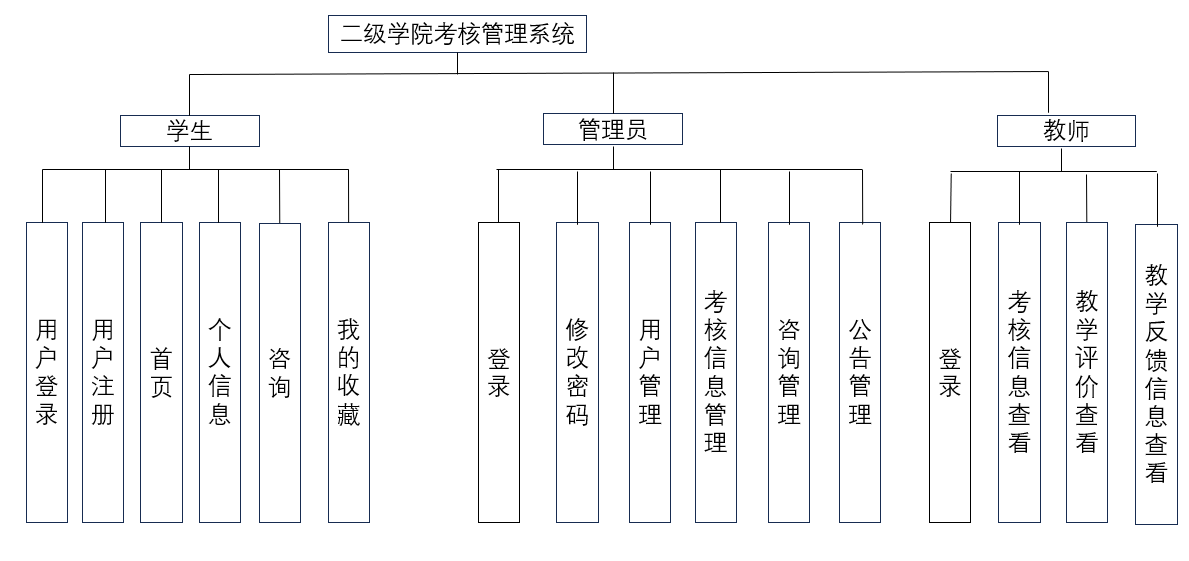 二级学院考核管理系统
学生
管理员
教师
用户登录
用户注册
首页
个人信息
咨询
我的收藏
登录
修改密码
用户管理
考核信息管理
咨询管理
公告管理
登录
考核信息查看
教学评价查看
教学反馈信息查看